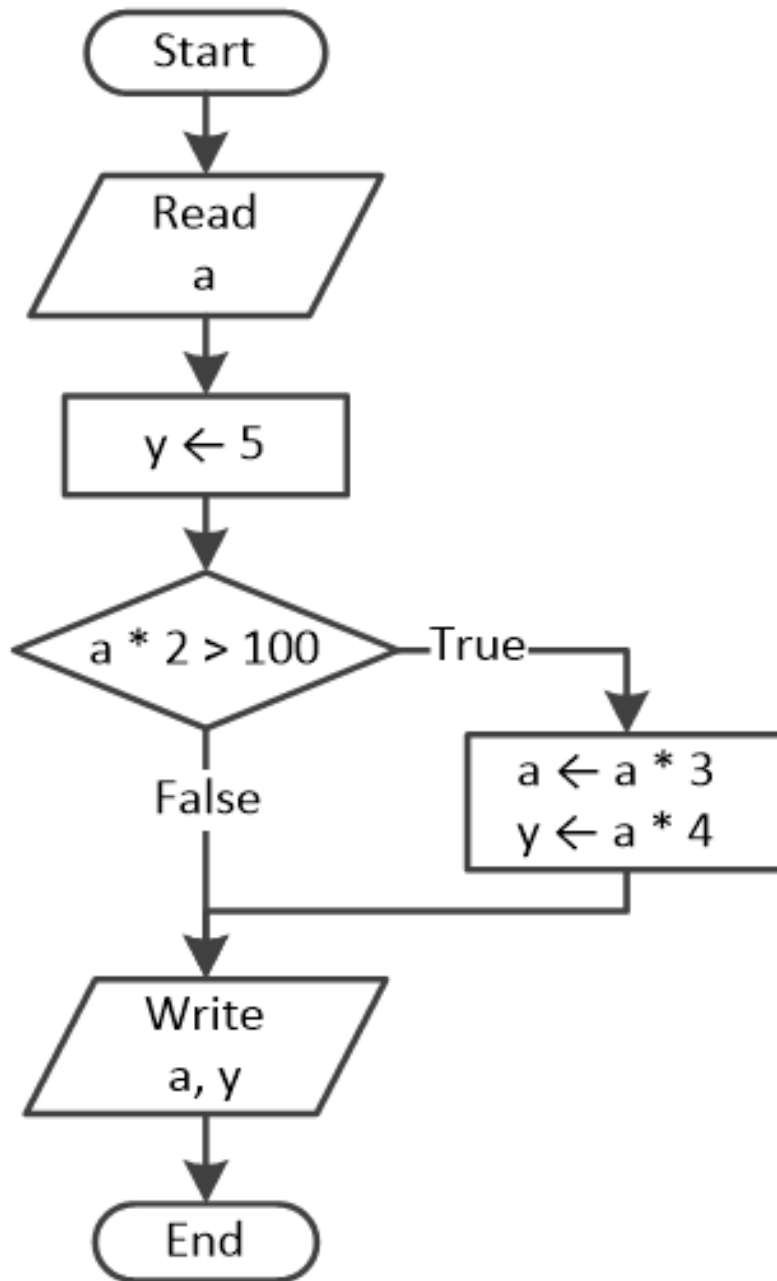 Start
Read
a
y ← 5
a * 2 > 100
True
a ← a * 3
y ← a * 4
False
Write
a, y
End